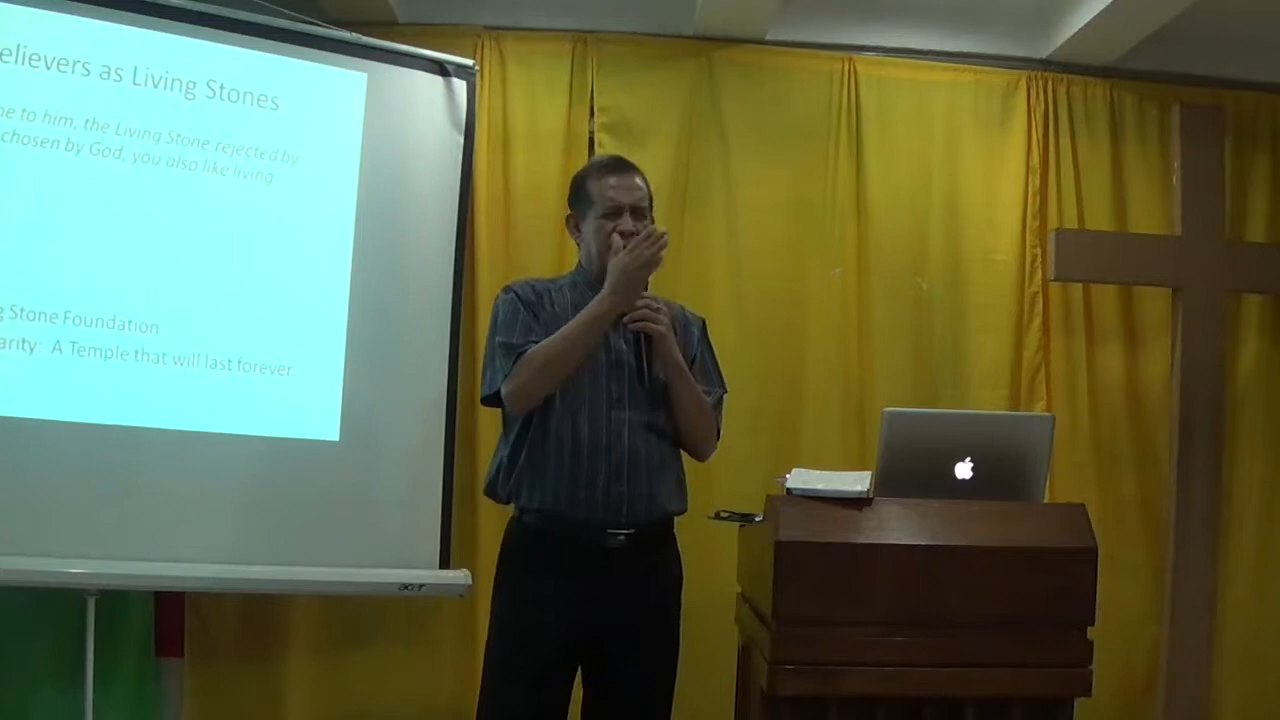 elievers as Living Stones
ne to him, the Living Stone rejected by
chosen by God, you also like living
g Stone Foundation
arity: A Temple that will last forever
acer